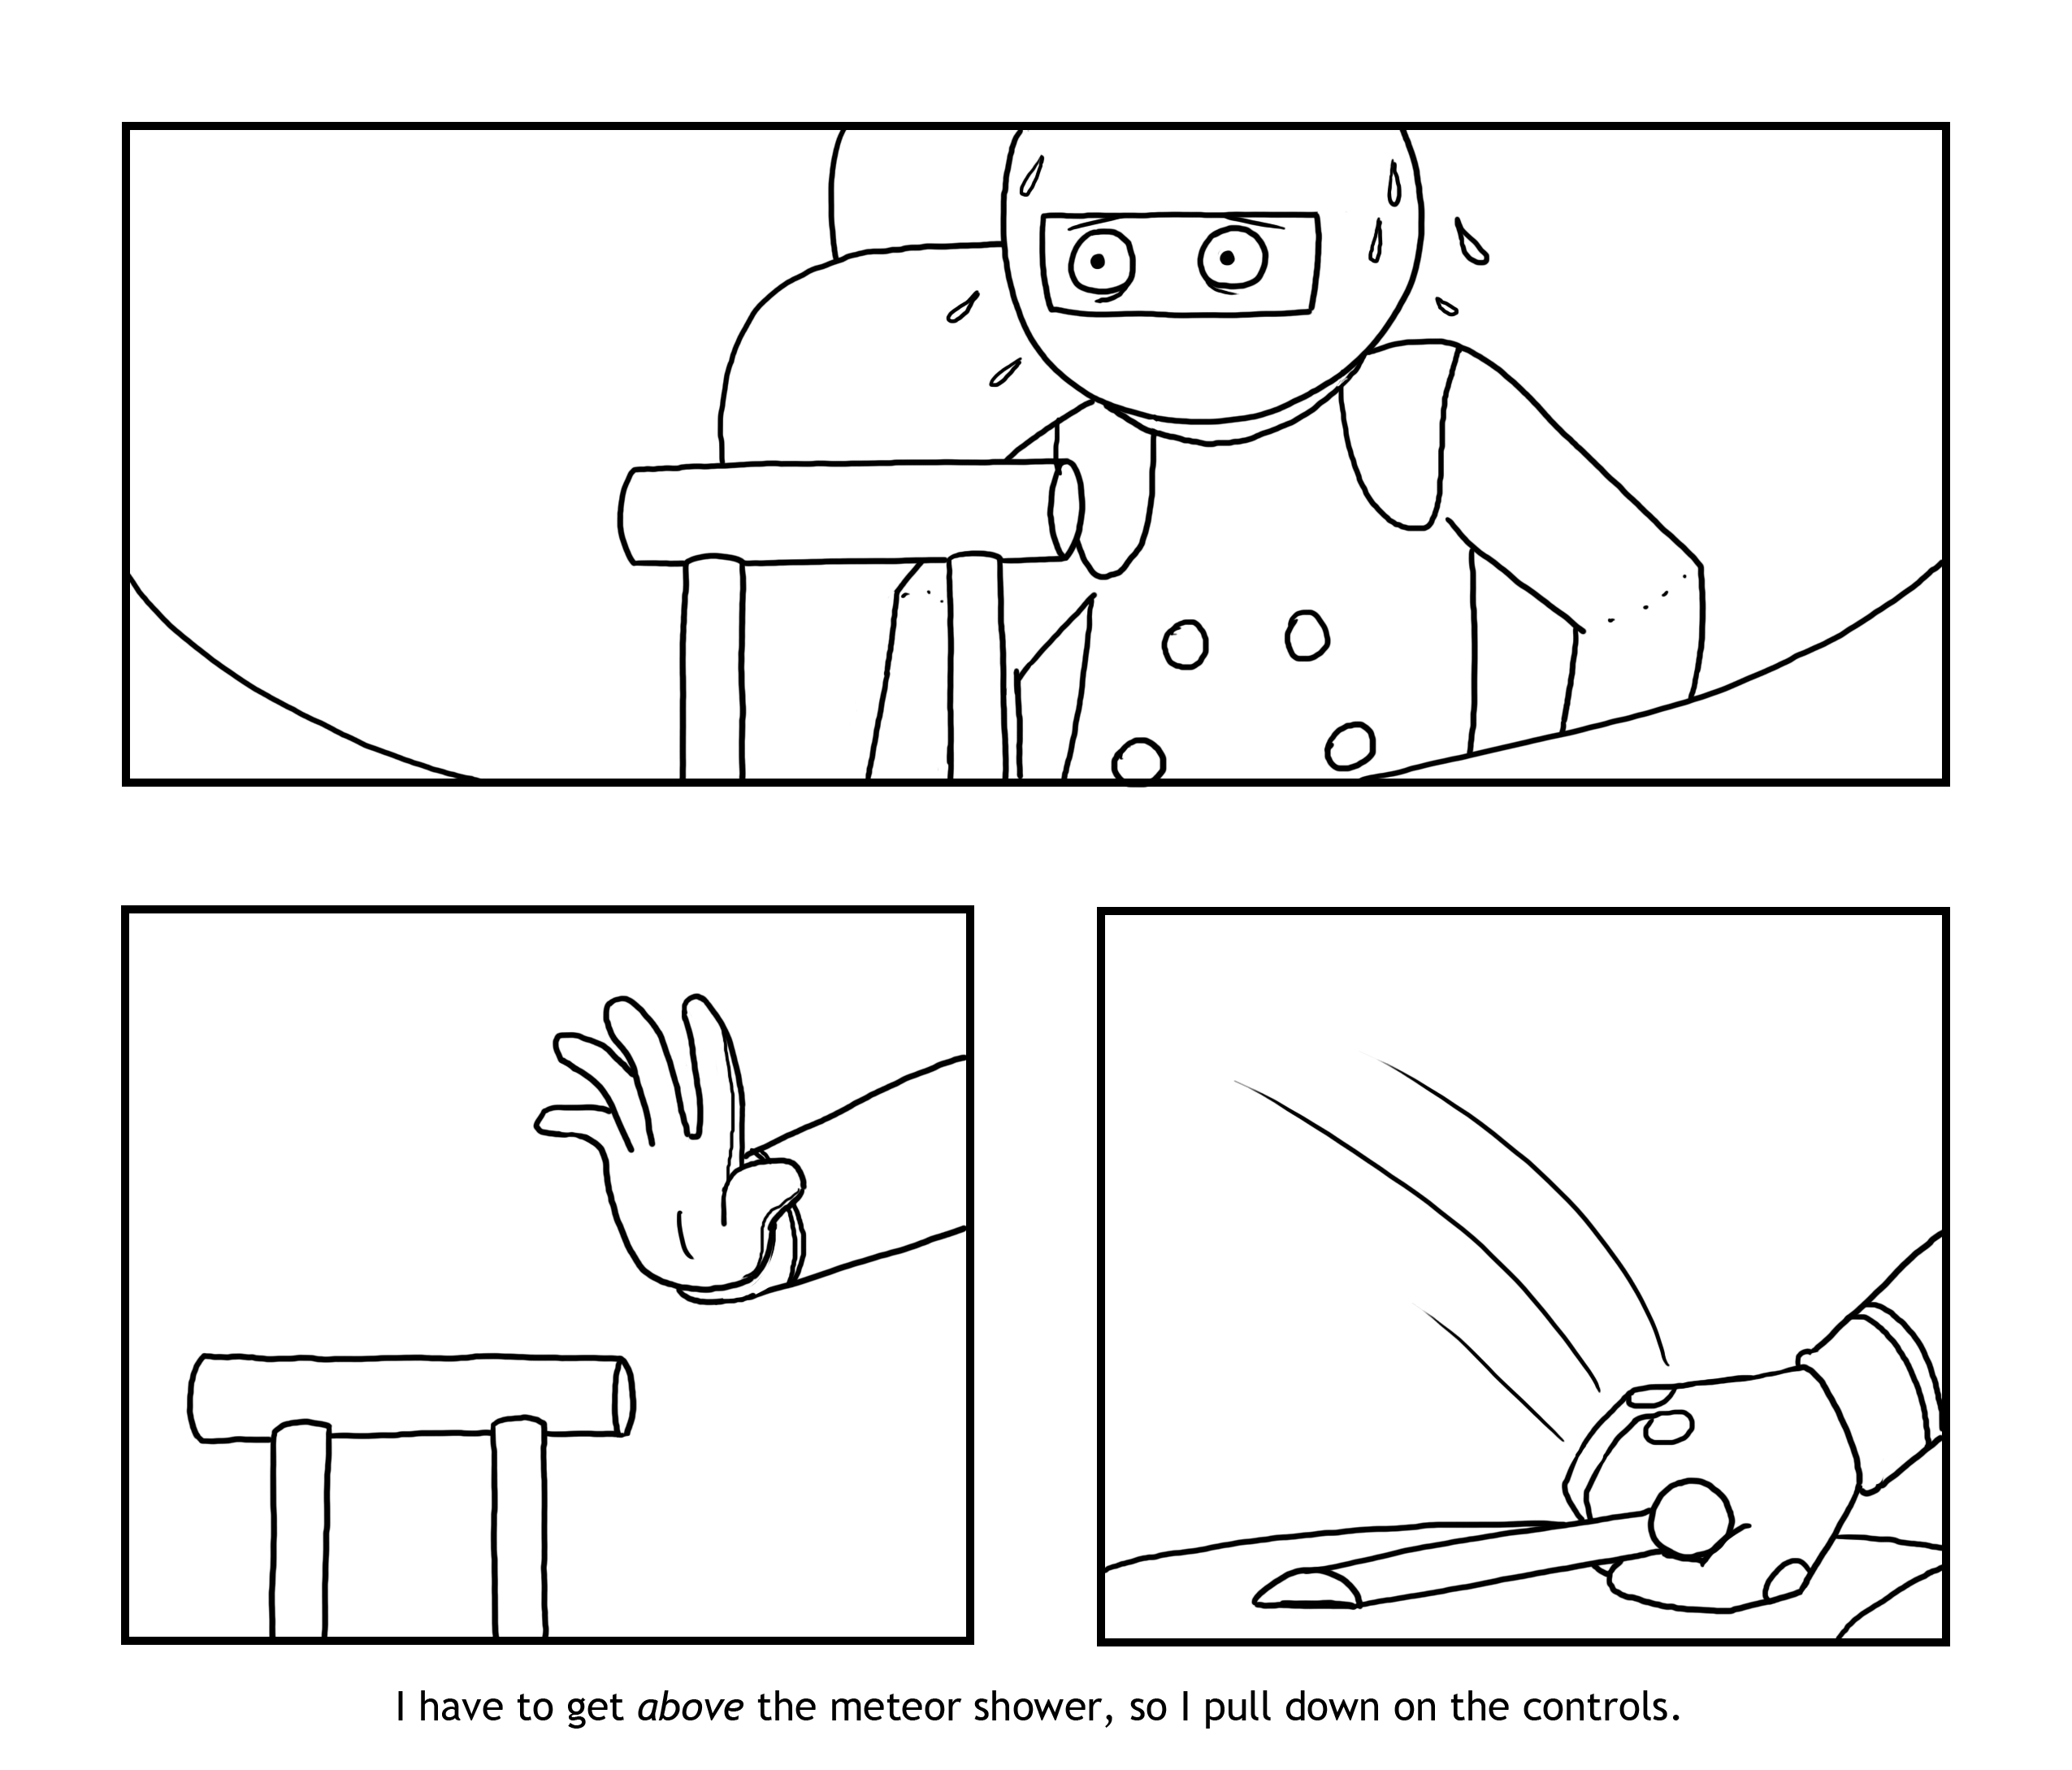 I have to get above the meteor shower, so I pull down on the controls.